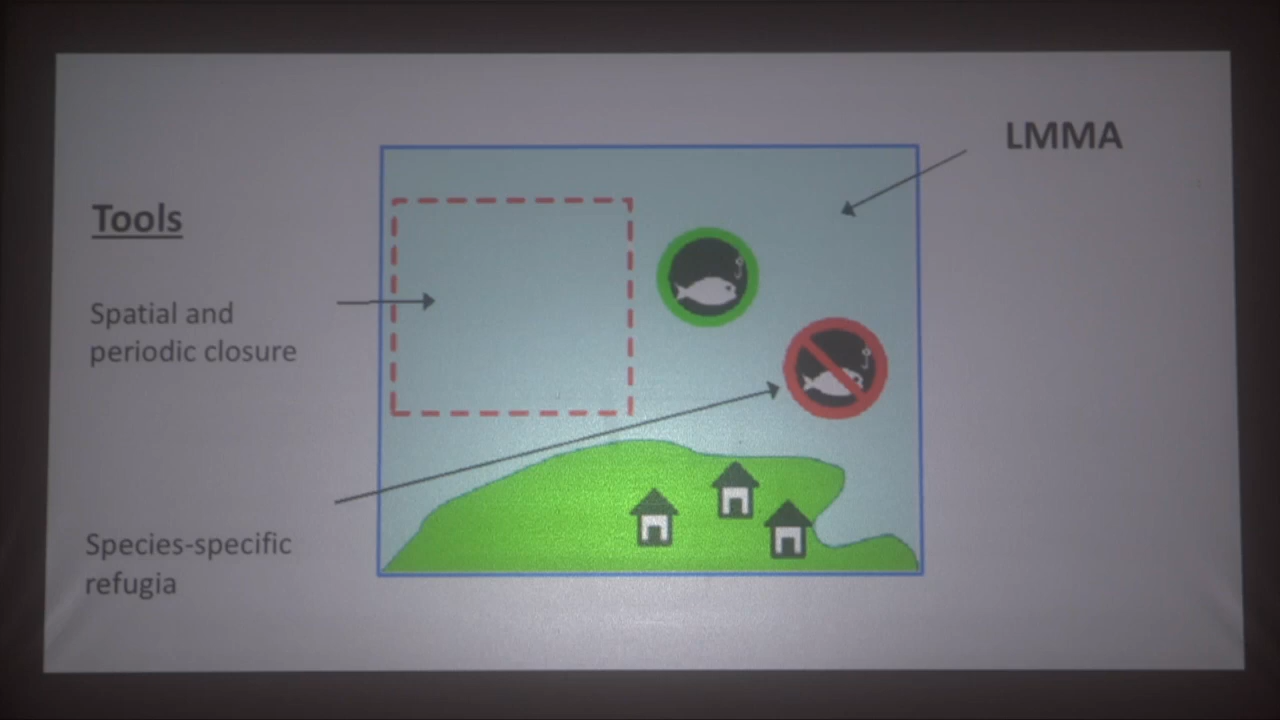 LMMA
Tools
Spatial and
periodic closure
Species-specific
refugia